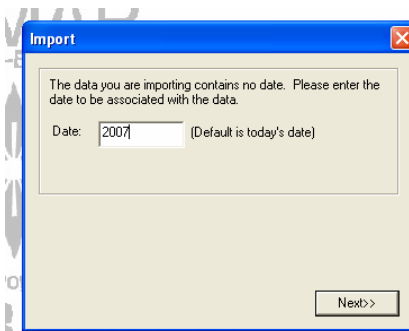 MAP
Import
The data you are importing contains no date. Please enter the
date to be associated with the data.
Date: 2007 (Default is today's date)
Next>>